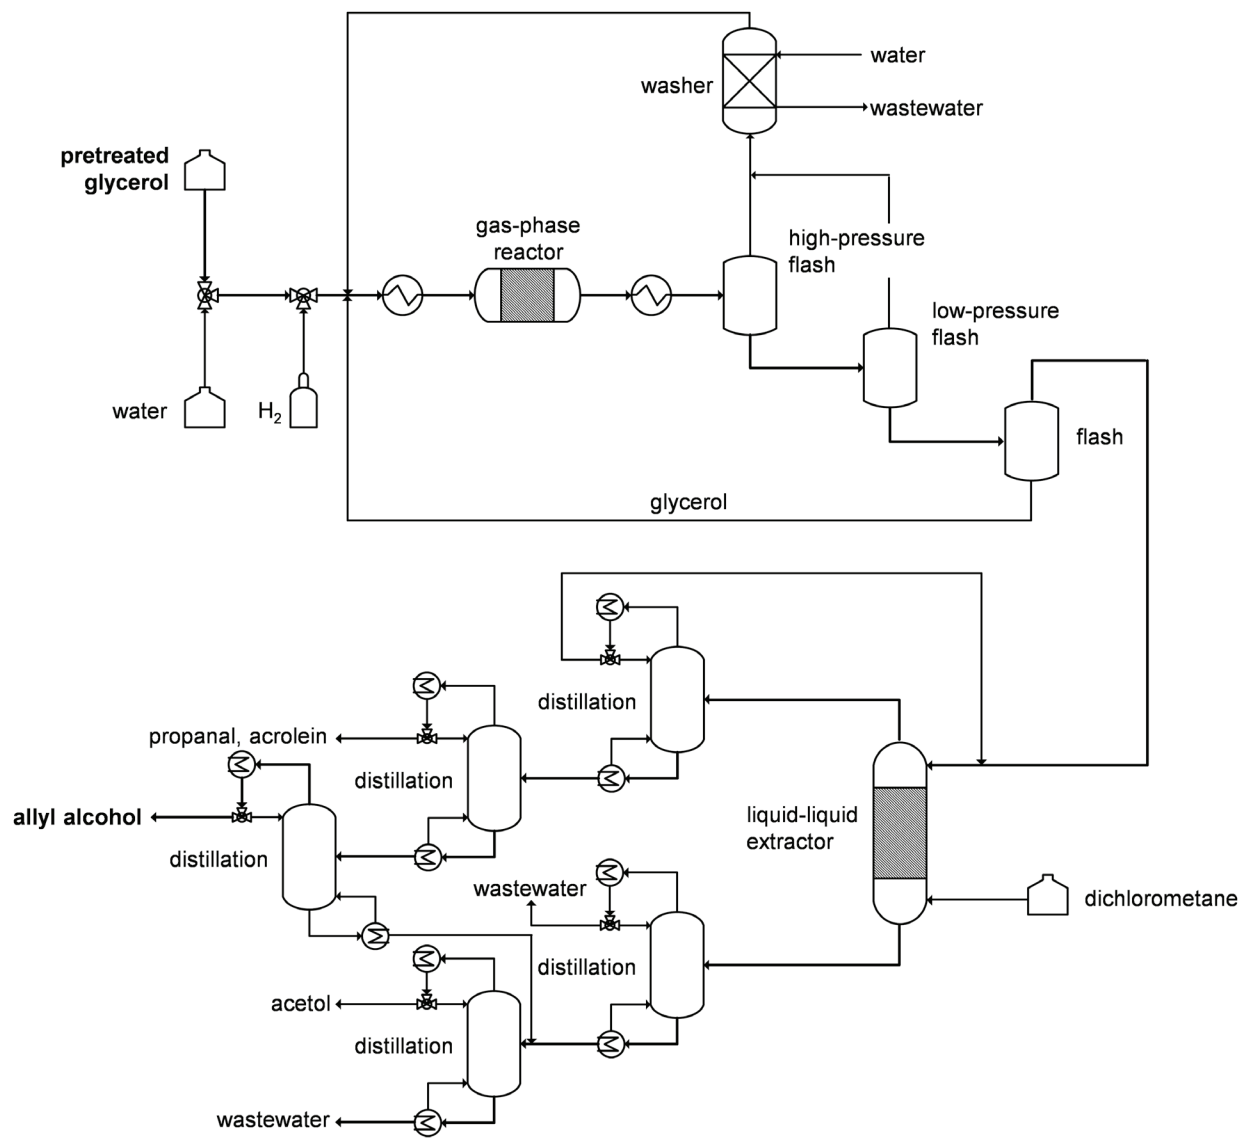 water
washer
wastewater
pretreated
glycerol
gas-phase
reactor
high-pressure
flash
low-pressure
flash
water
H2
flash
glycerol
distillation
propanal, acrolein
distillation
allyl alcohol
liquid-liquid
extractor
distillation
wastewater
dichlorometane
distillation
acetol
distillation
wastewater